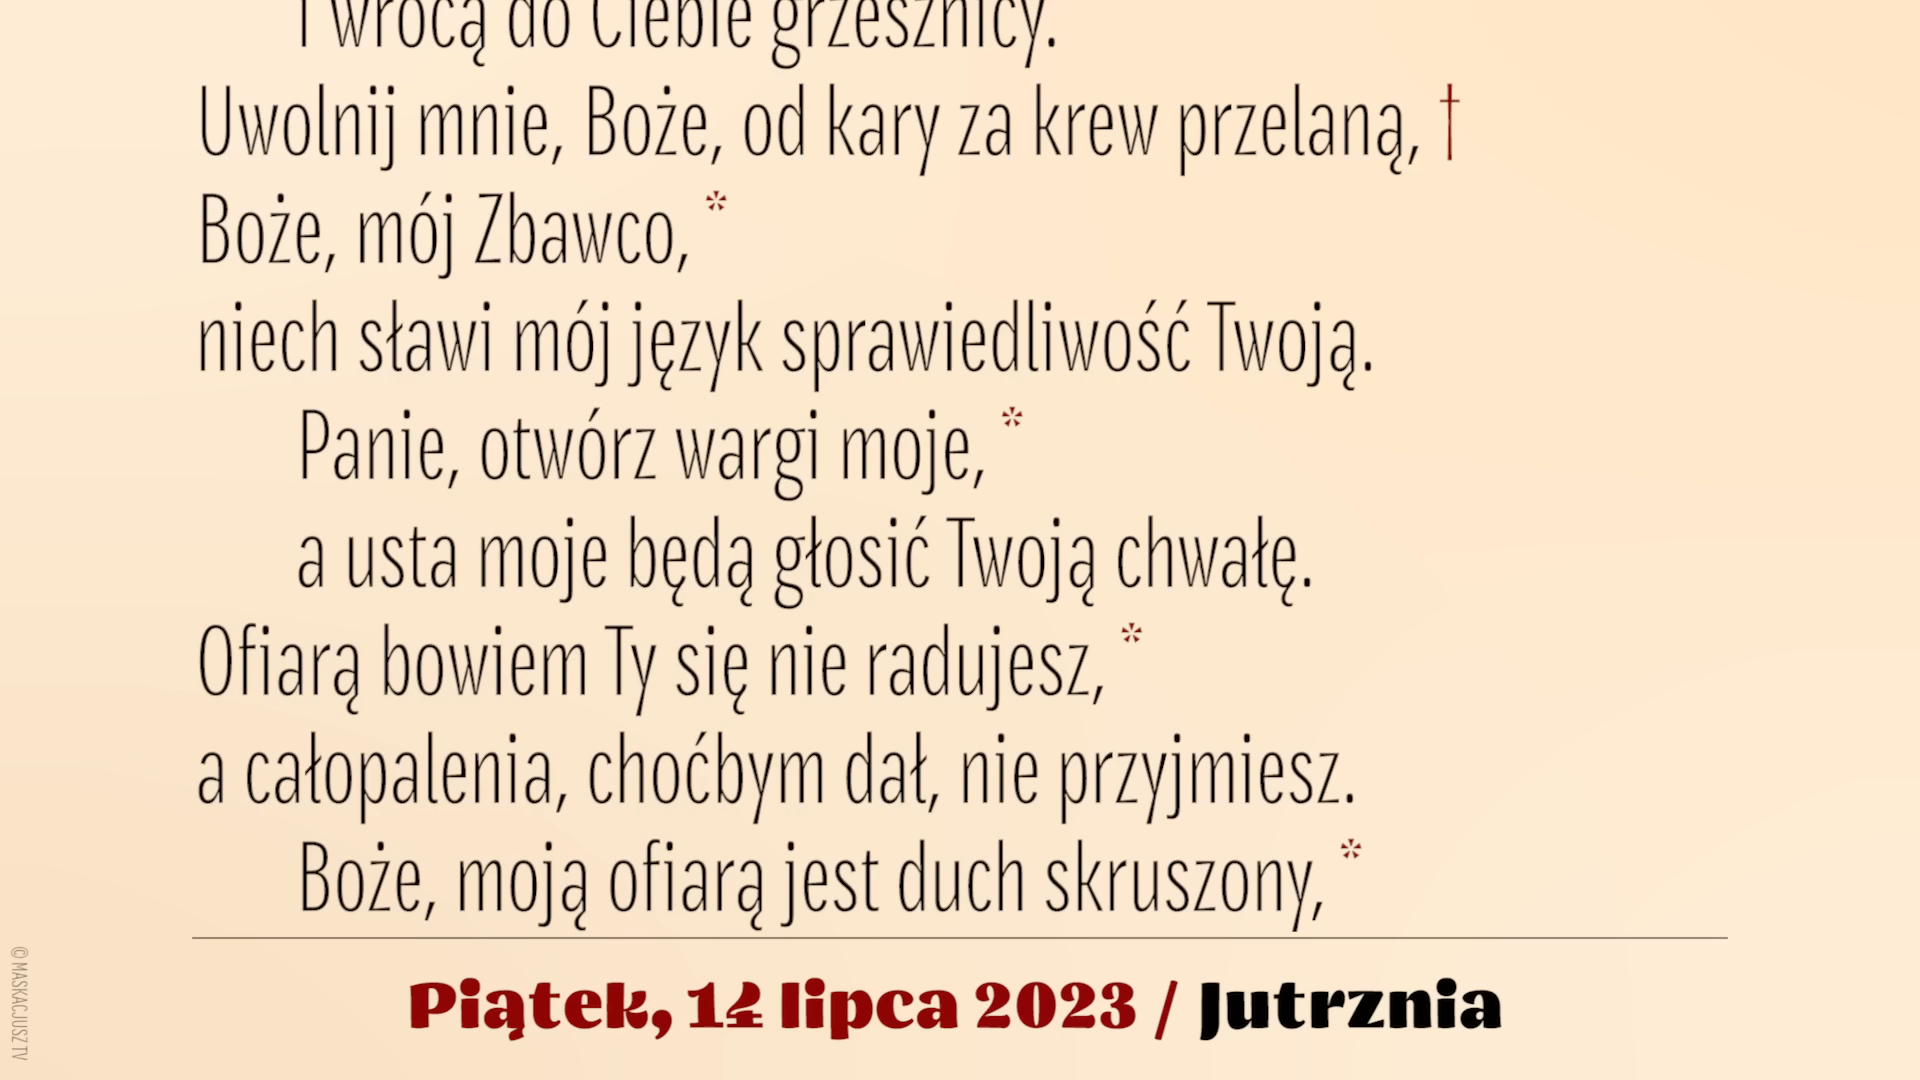 i wrócą do Ciebie grzesznicy.
Uwolnij mnie, Boże, od kary za krew przelaną, †
Boże, mój Zbawco, *
niech sławi mój język sprawiedliwość Twoją.
Panie, otwórz wargi moje, *
a usta moje będą głosić Twoją chwałę.
Ofiarą bowiem Ty się nie radujesz, *
a całopalenia, choćbym dał, nie przyjmiesz.
Boże, moją ofiarą jest duch skruszony, *
Piątek, 14 lipca 2023 / Jutrznia
© MASKACJUSZ TV